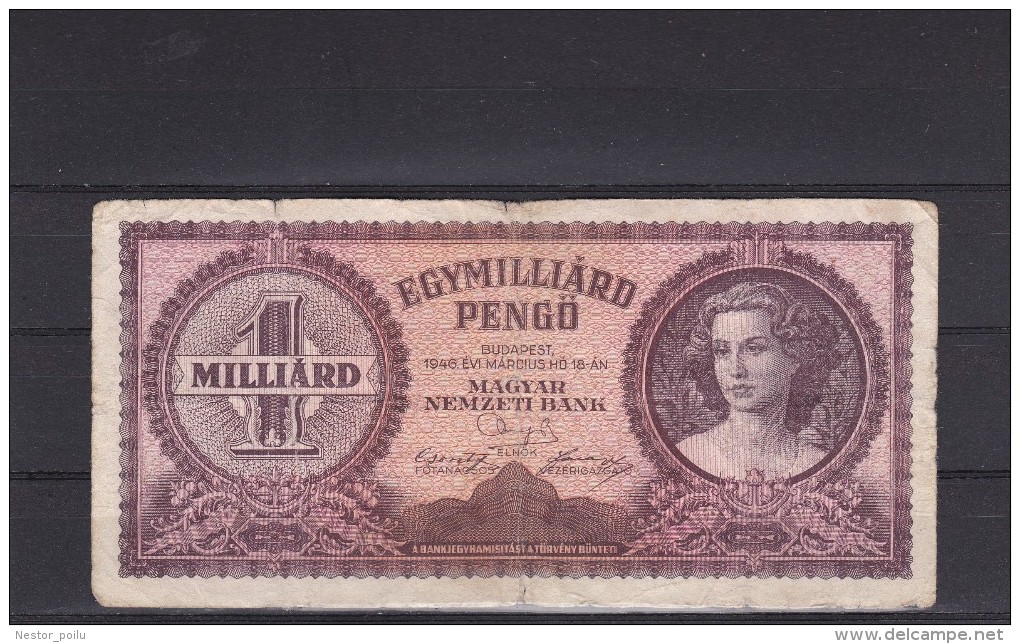 EGYMILLIÁRD
PENGŐ
1
MILLIÁRD
BUDAPEST,
1946. ÉVI MÁRCIUS HÓ 18-ÁN
MAGYAR
NEMZETI BANK
ELNÖK
FŐTANÁCSOS VEZÉRIGAZGATÓ
A BANKJEGYHAMISITÁST A TÖRVÉNY BÜNTETI
Nestor_poilu
delcampe.net